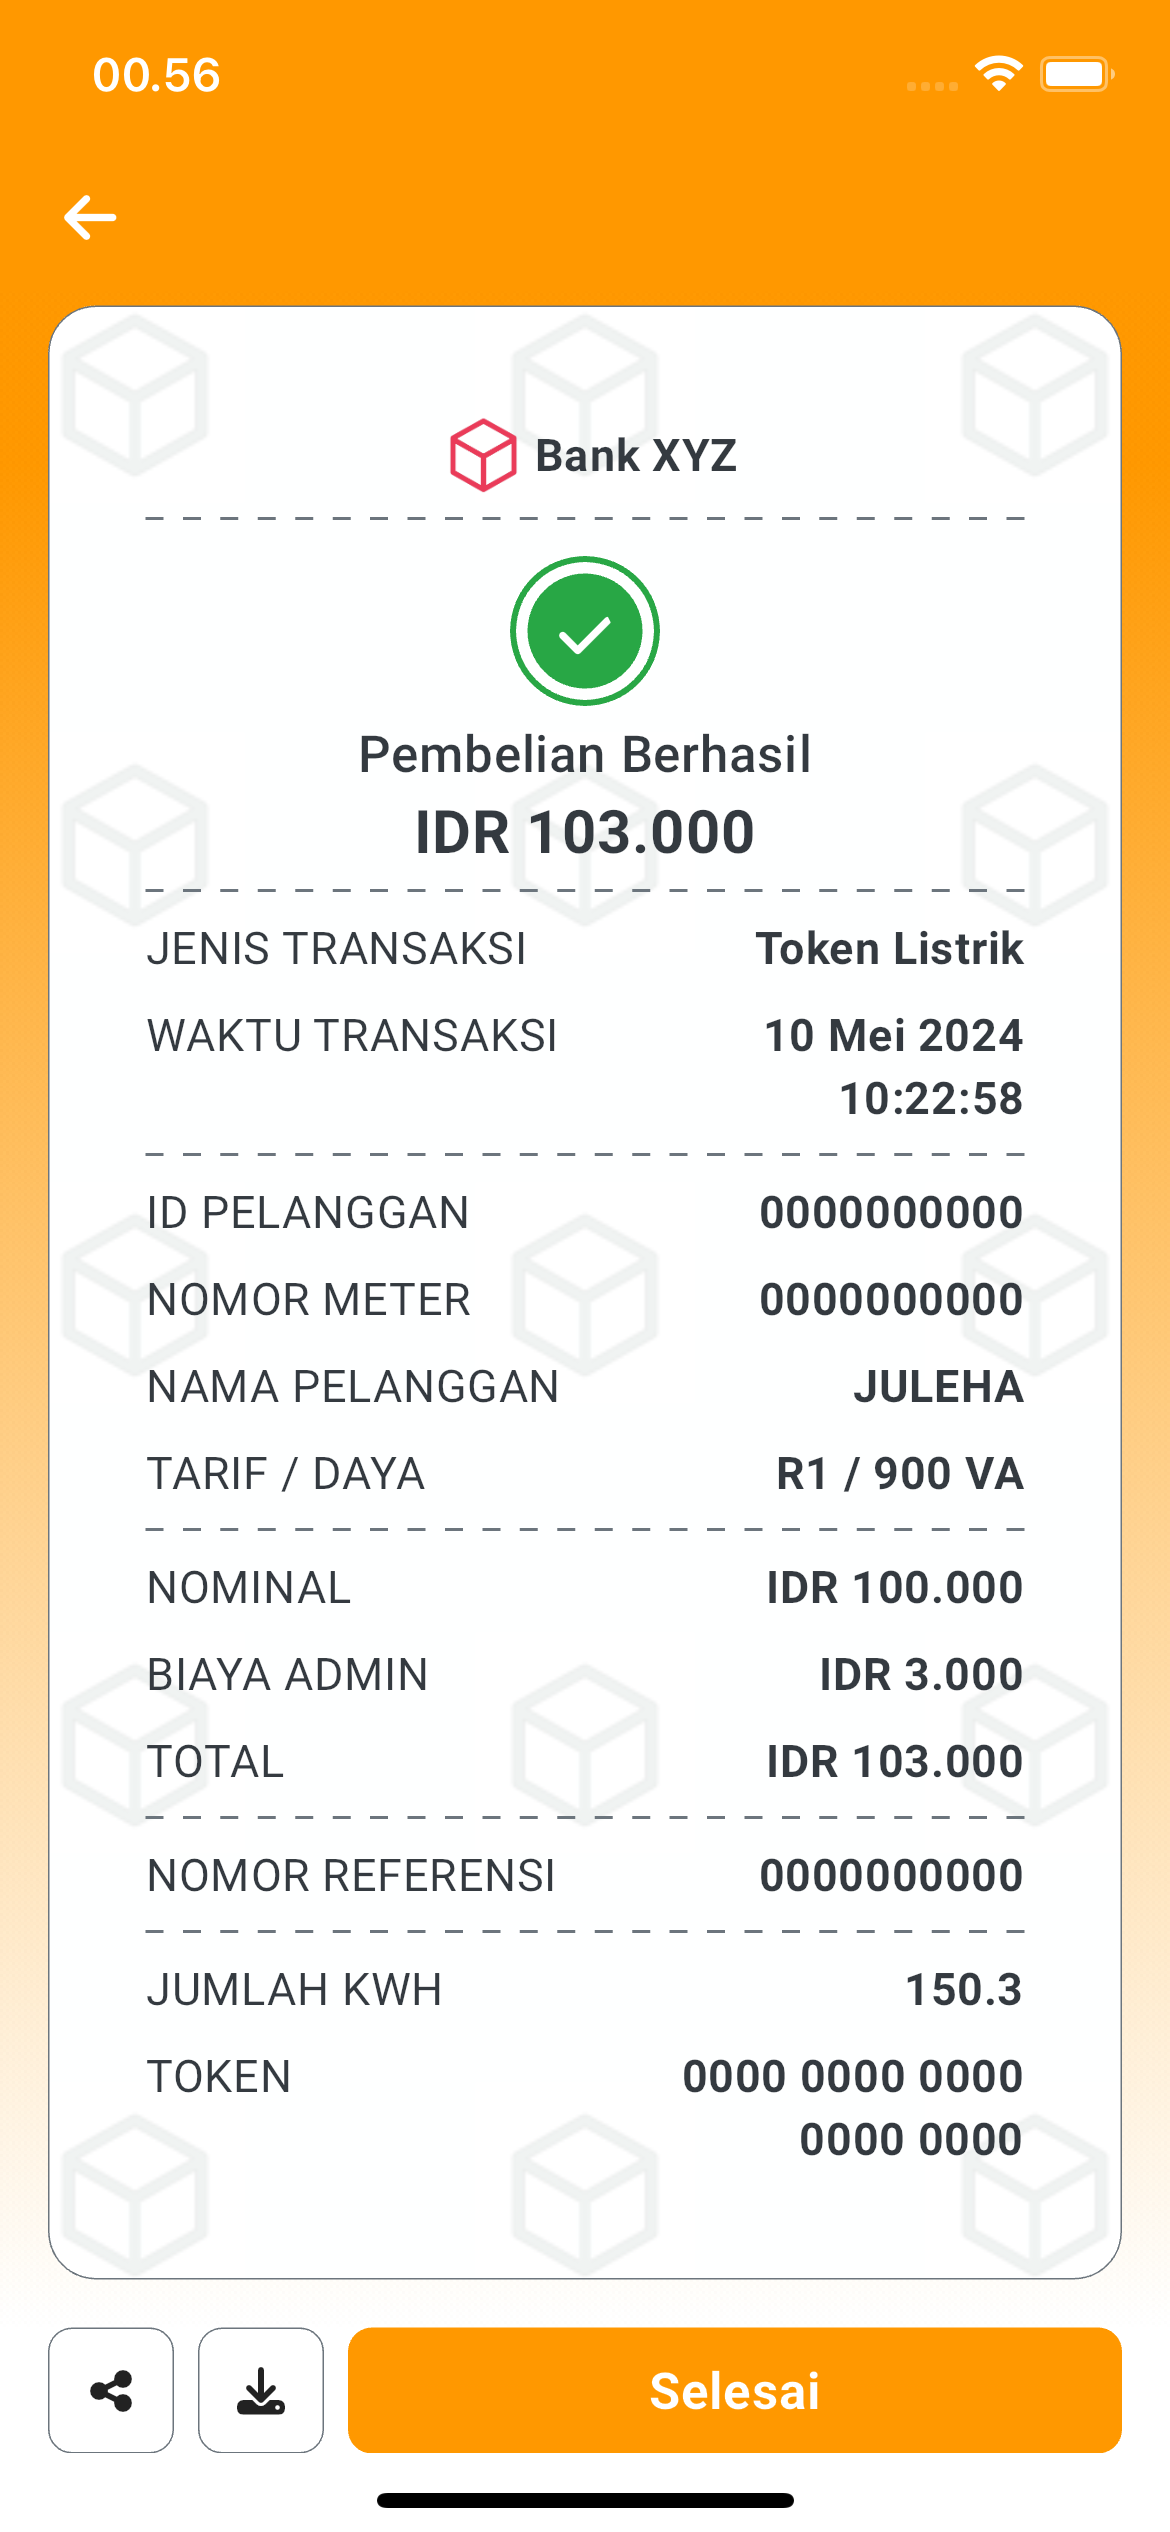 00.56
Bank XYZ
Pembelian Berhasil
IDR 103.000
JENIS TRANSAKSI Token Listrik
WAKTU TRANSAKSI 10 Mei 2024
10:22:58
ID PELANGGAN 0000000000
NOMOR METER 0000000000
NAMA PELANGGAN JULEHA
TARIF / DAYA R1 / 900 VA
NOMINAL IDR 100.000
BIAYA ADMIN IDR 3.000
TOTAL IDR 103.000
NOMOR REFERENSI 0000000000
JUMLAH KWH 150.3
TOKEN 0000 0000 0000
0000 0000
Selesai